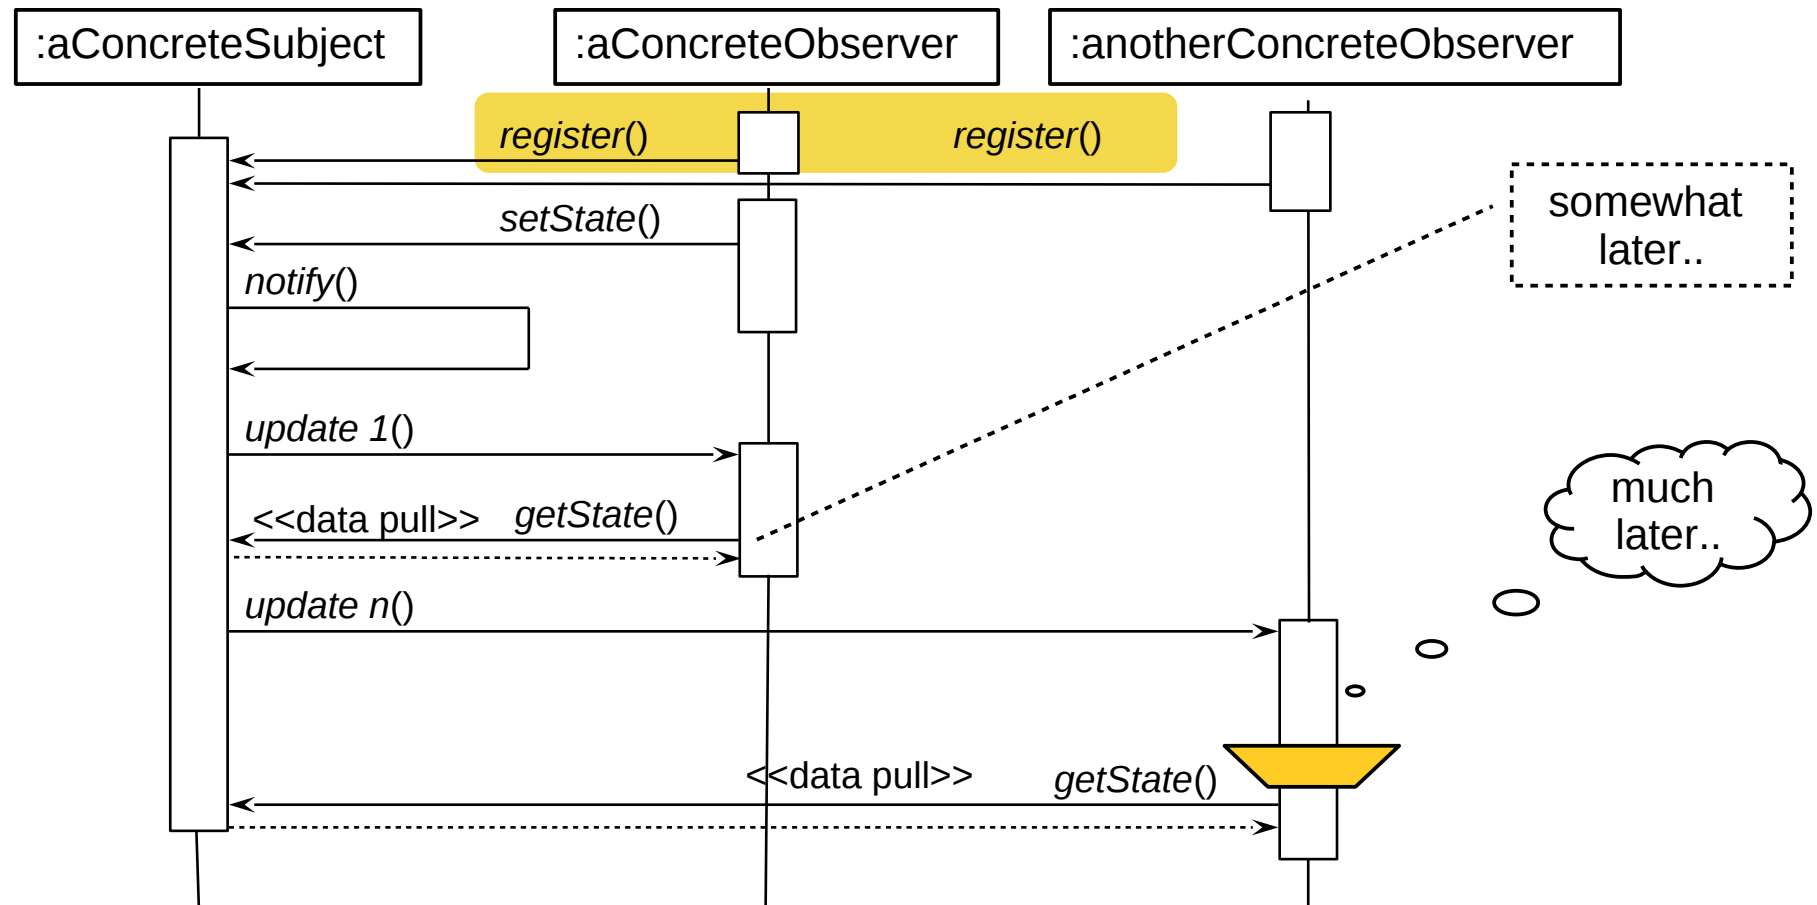 :aConcreteSubject
:aConcreteObserver
:anotherConcreteObserver
register()
register()
setState()
somewhat
later..
notify()
update 1()
<<data pull>>
getState()
much
later..
update n()
<<data pull>>
getState()